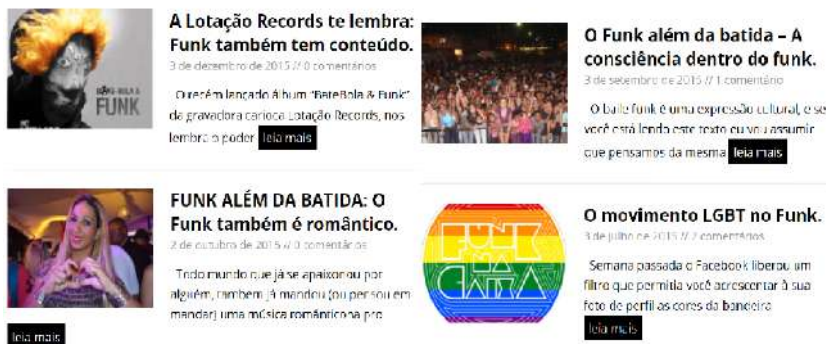 A Lotação Records te lembra:
Funk também tem conteúdo.
3 de dezembro de 2015 // 0 comentários
O recém lançado álbum "BateBola & Funk"
da gravadora carioca Lotação Records, nos
lembra o poder leia mais
BATE-BOLA &
FUNK
O Funk além da batida – A
consciência dentro do funk.
3 de setembro de 2015 // 1 comentário
O baile funk é uma expressão cultural, e se
você está lendo este texto eu vou assumir
que pensamos da mesma leia mais
FUNK ALÉM DA BATIDA: O
Funk também é romântico.
2 de outubro de 2015 // 0 comentários
Todo mundo que já se apaixonou por
alguém, também já mandou (ou pensou em
mandar) uma música românticona pro
leia mais
FUNK
NA
CAIXA
O movimento LGBT no Funk.
3 de julho de 2015 // 2 comentários
Semana passada o Facebook liberou um
filtro que permitia você acrescentar à sua
foto de perfil as cores da bandeira
leia mais